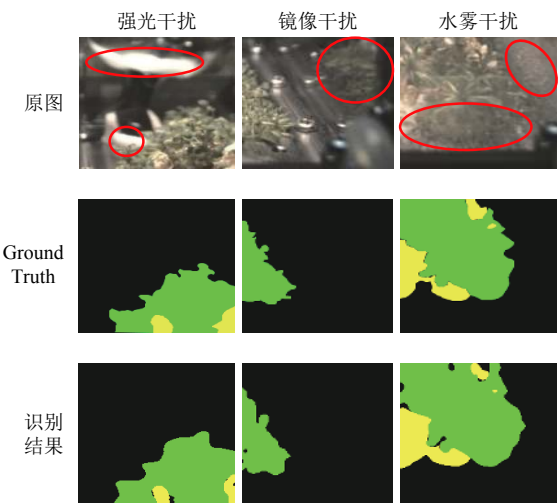 强光干扰
镜像干扰
水雾干扰
原图
Ground
Truth
识别
结果